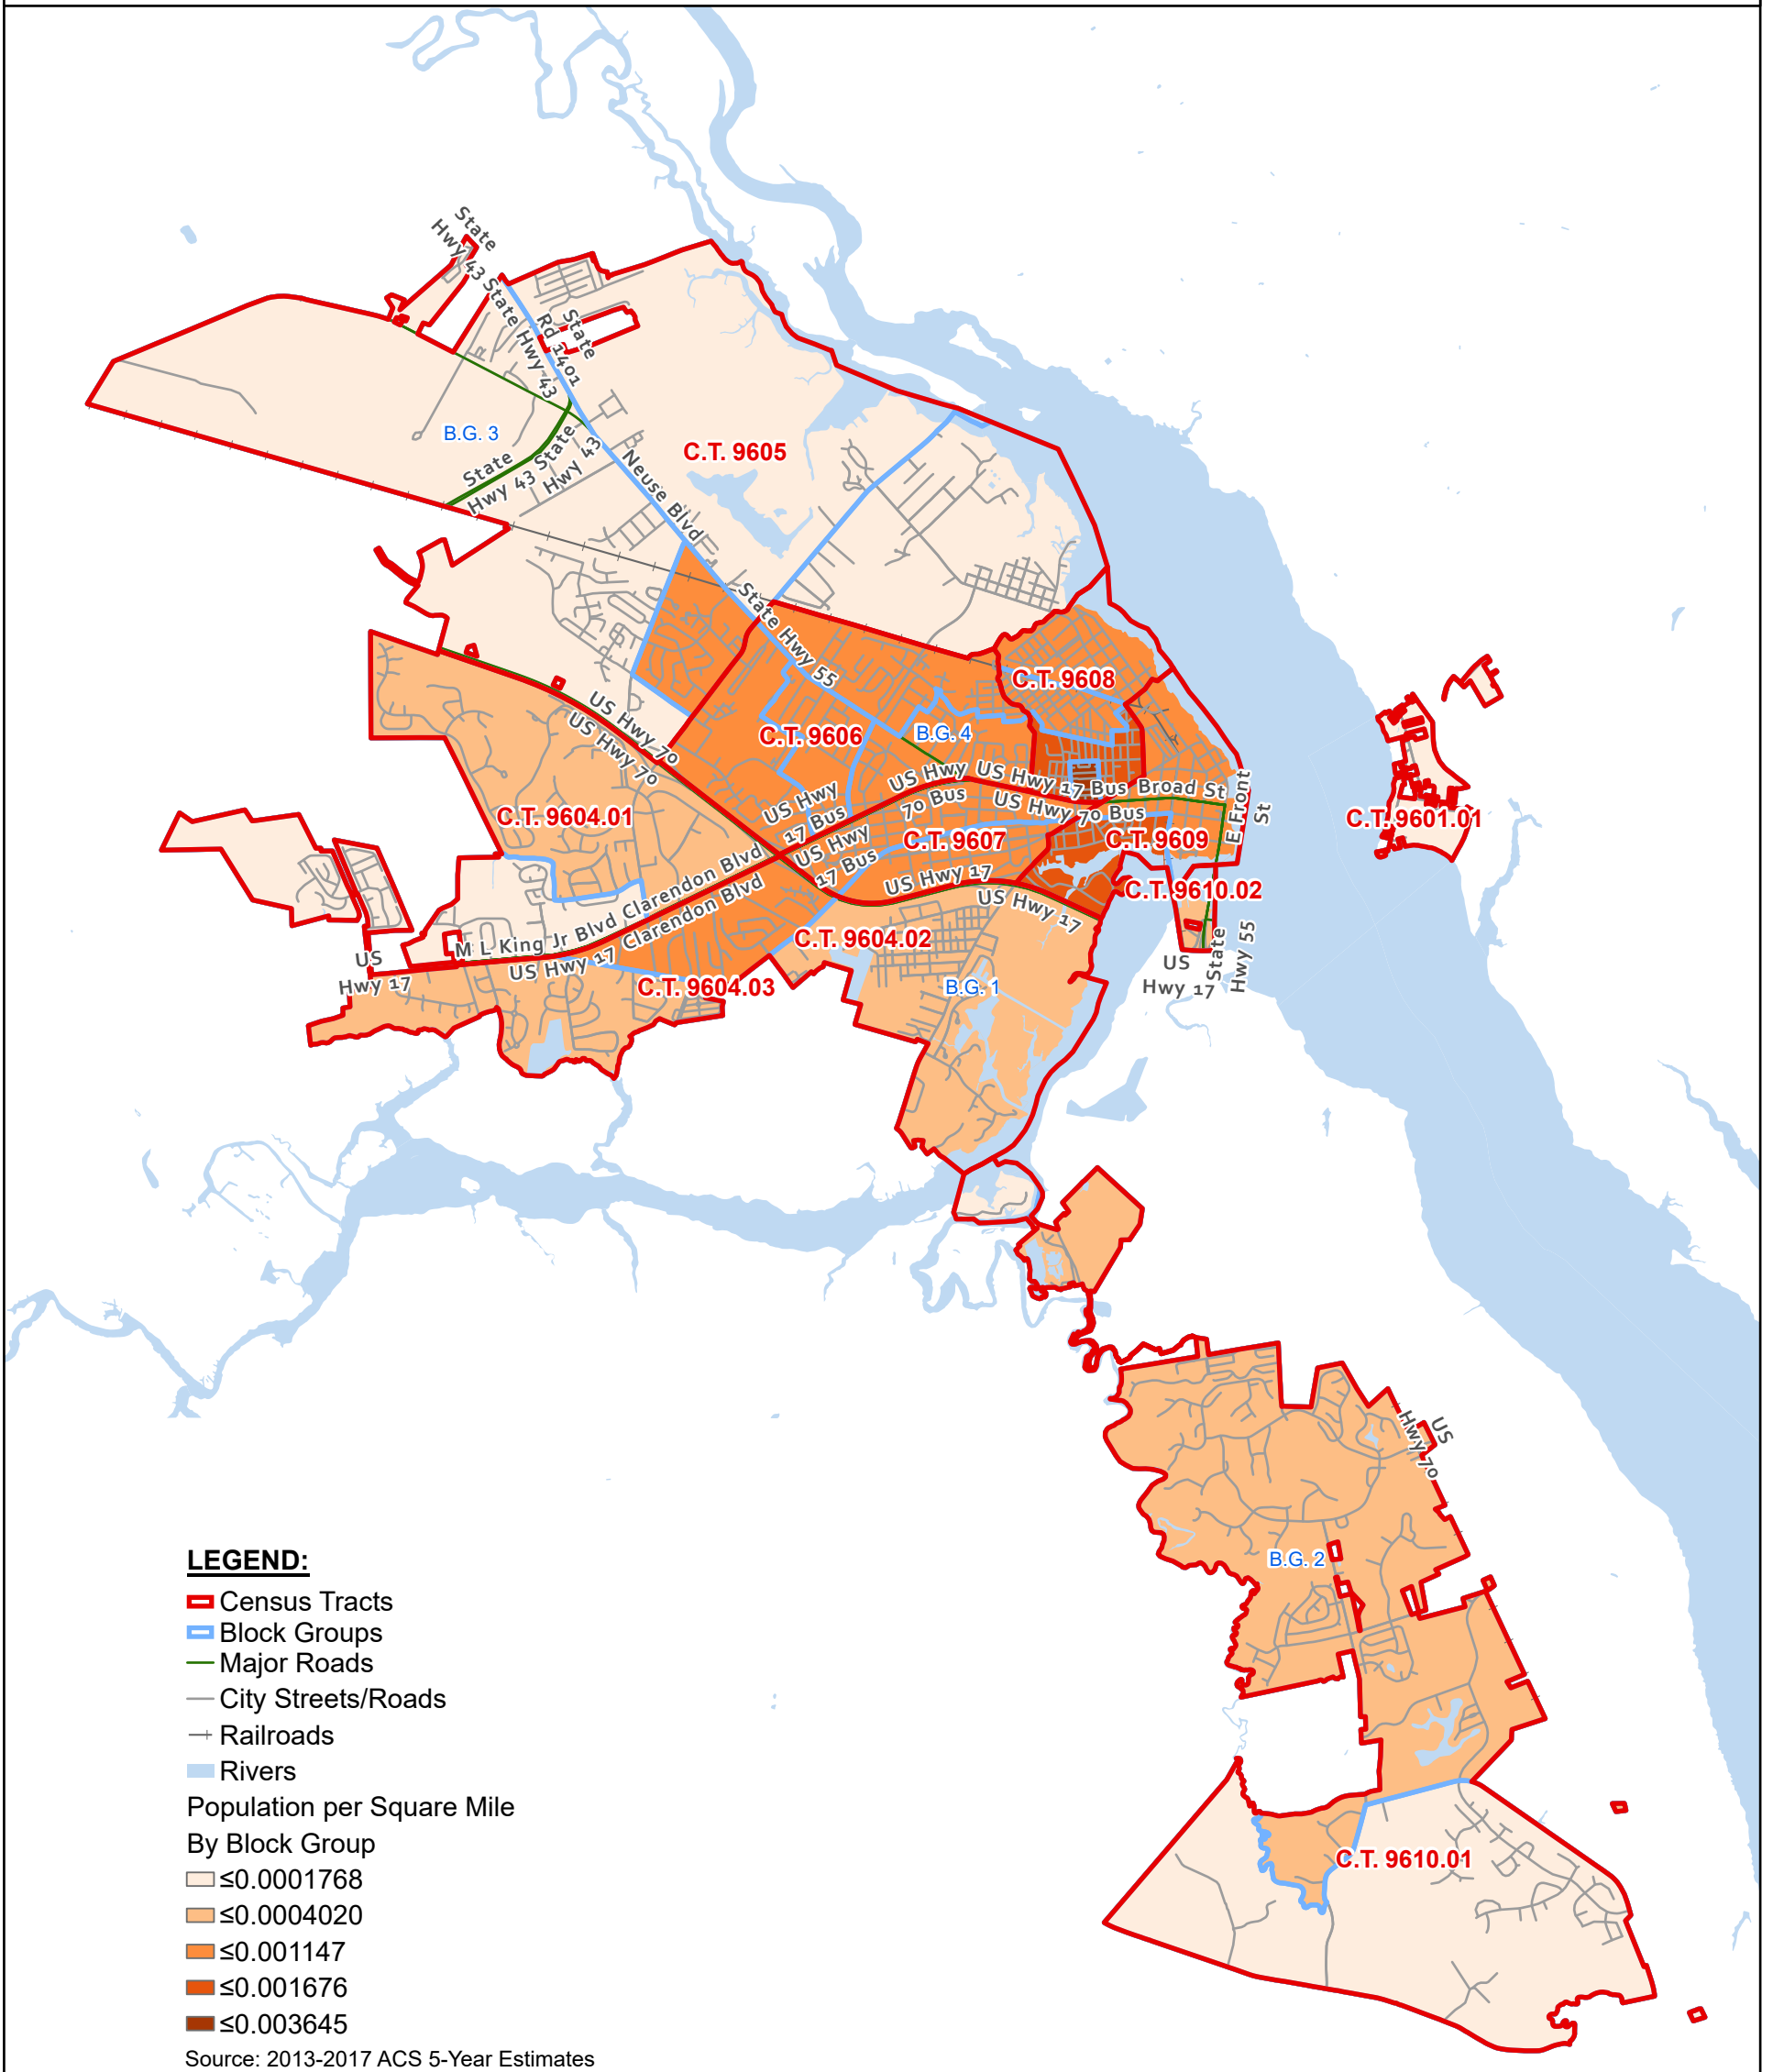 State
Hwy 43
State
Hwy 43
State
Rd 1401
B.G. 3
C.T. 9605
State
Hwy 43
State
Hwy 43
Neuse Blvd
State Hwy 55
C.T. 9608
US Hwy 70
US Hwy 70
C.T. 9606
B.G. 4
US Hwy
70 Bus
US Hwy 17 Bus
Broad St
US Hwy 70 Bus
E Front
St
US Hwy
17 Bus
US Hwy
17 Bus
C.T. 9604.01
C.T. 9601.01
C.T. 9607
C.T. 9609
Clarendon Blvd
Clarendon Blvd
US Hwy 17
US Hwy 17
C.T. 9610.02
M L King Jr Blvd
US Hwy 17
C.T. 9604.02
US
Hwy 17
C.T. 9604.03
B.G. 1
US
Hwy 17
State
Hwy 55
US
Hwy 70
B.G. 2
C.T. 9610.01
LEGEND:
Census Tracts
Block Groups
Major Roads
City Streets/Roads
Railroads
Rivers
Population per Square Mile
By Block Group
≤0.0001768
≤0.0004020
≤0.001147
≤0.001676
≤0.003645
Source: 2013-2017 ACS 5-Year Estimates